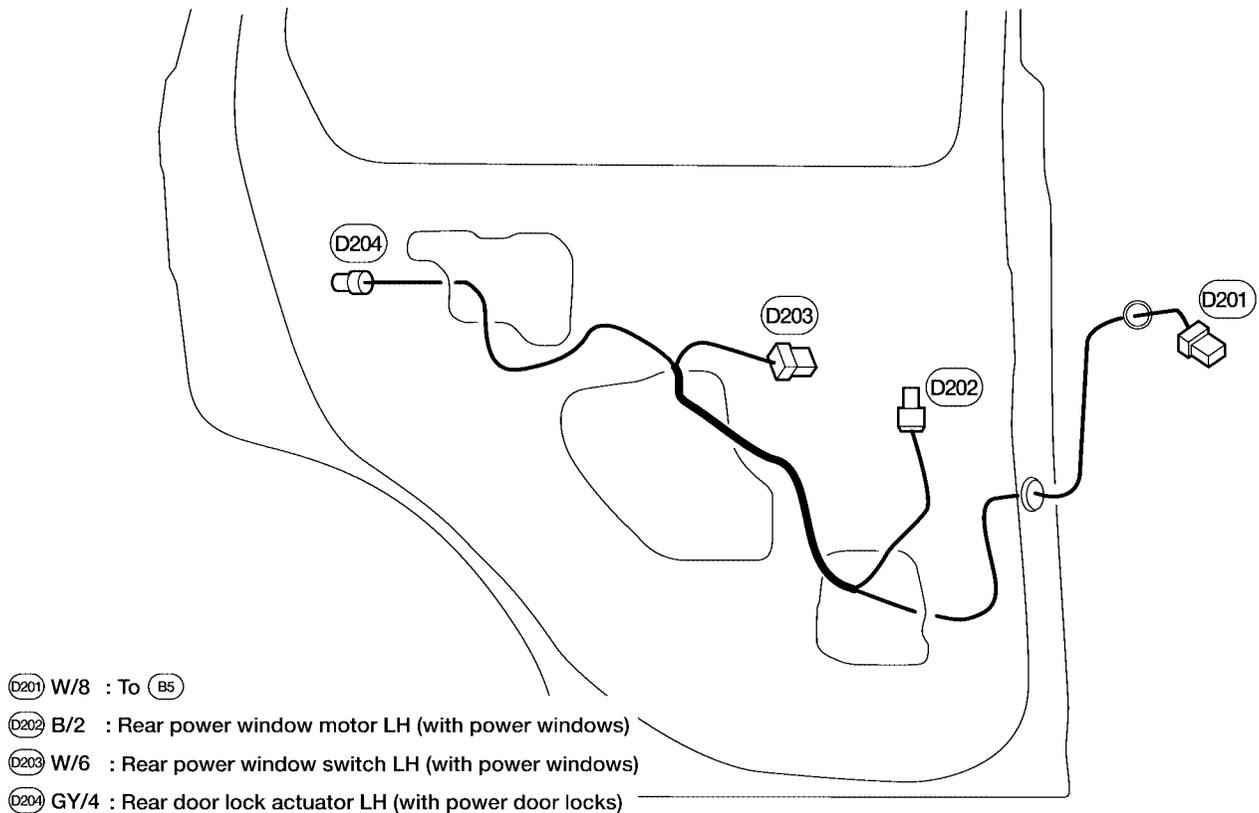 D204
D203
D202
D201
D201 W/8 : To B5
D202 B/2 : Rear power window motor LH (with power windows)
D203 W/6 : Rear power window switch LH (with power windows)
D204 GY/4 : Rear door lock actuator LH (with power door locks)